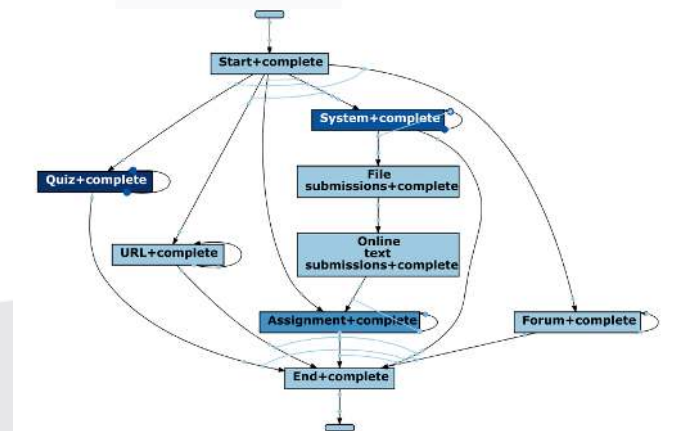 Start+complete
System+complete
Quiz+complete
File
submissions+complete
URL+complete
Online
text
submissions+complete
Assignment+complete
Forum+complete
End+complete